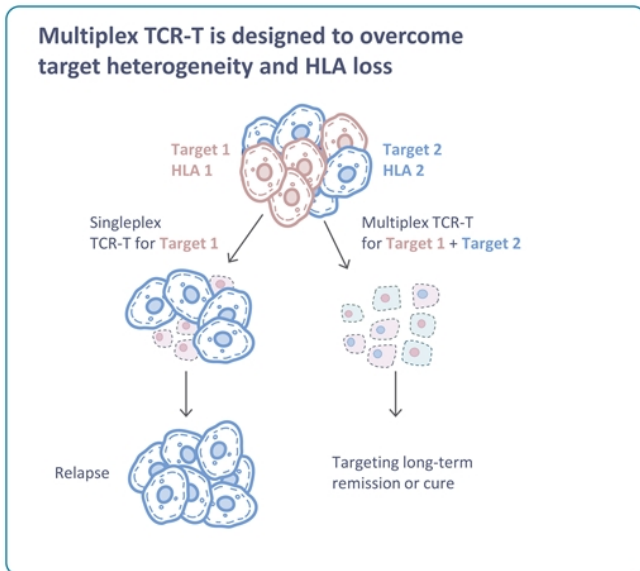 Multiplex TCR-T is designed to overcome
target heterogeneity and HLA loss
Target 1
HLA 1
Target 2
HLA 2
Singleplex
TCR-T for Target 1
Multiplex TCR-T
for Target 1 + Target 2
Relapse
Targeting long-term
remission or cure